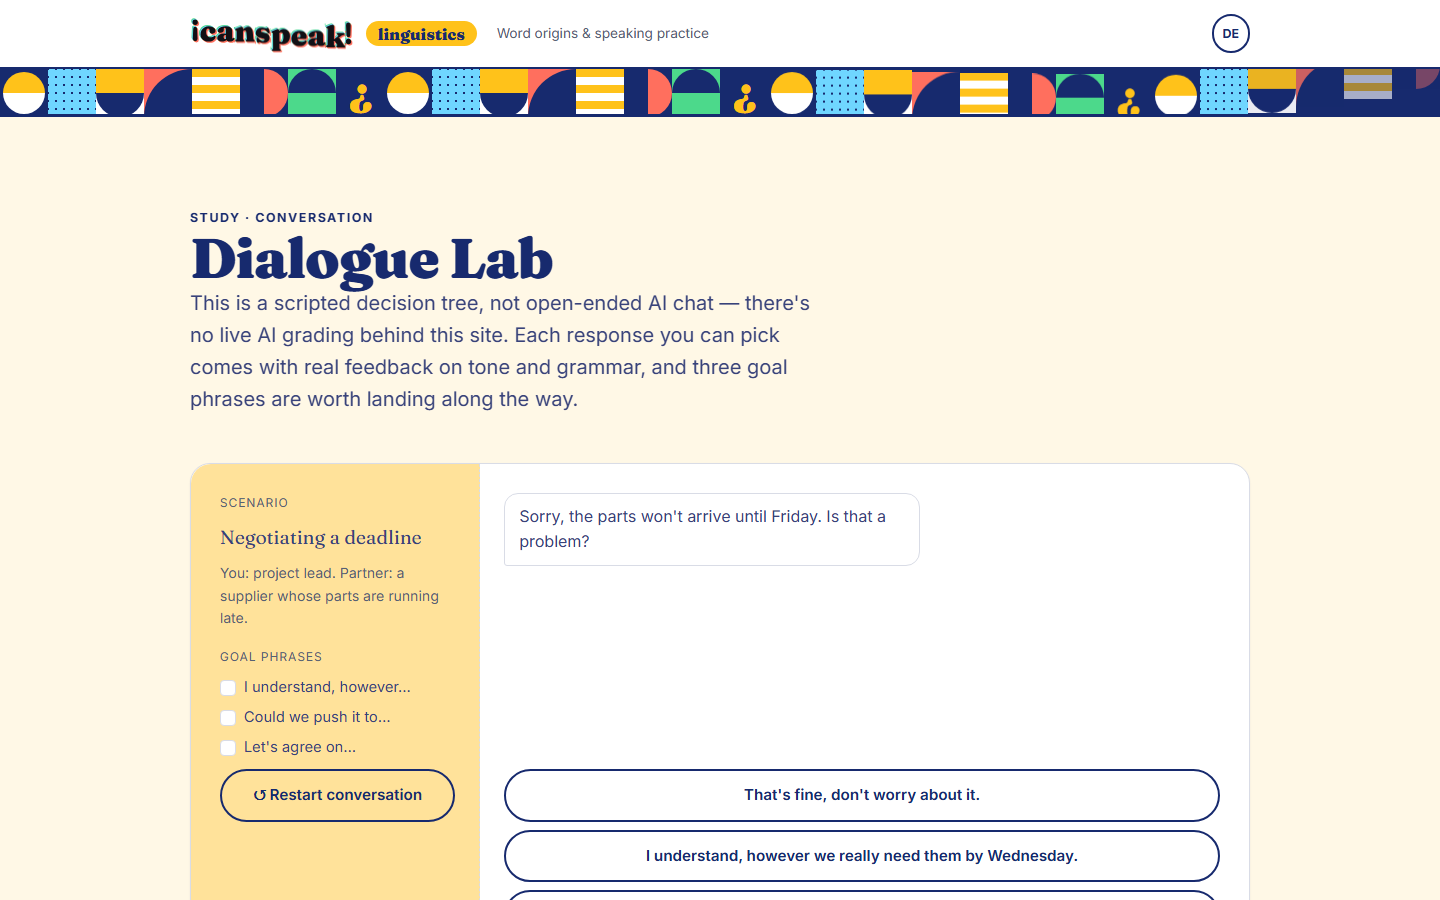 icanspeak!
linguistics
Word origins & speaking practice
DE
STUDY · CONVERSATION
Dialogue Lab
This is a scripted decision tree, not open-ended AI chat — there's
no live AI grading behind this site. Each response you can pick
comes with real feedback on tone and grammar, and three goal
phrases are worth landing along the way.
SCENARIO
Negotiating a deadline
You: project lead. Partner: a
supplier whose parts are running
late.
GOAL PHRASES
I understand, however...
Could we push it to...
Let's agree on...
↺ Restart conversation
Sorry, the parts won't arrive until Friday. Is that a
problem?
That's fine, don't worry about it.
I understand, however we really need them by Wednesday.